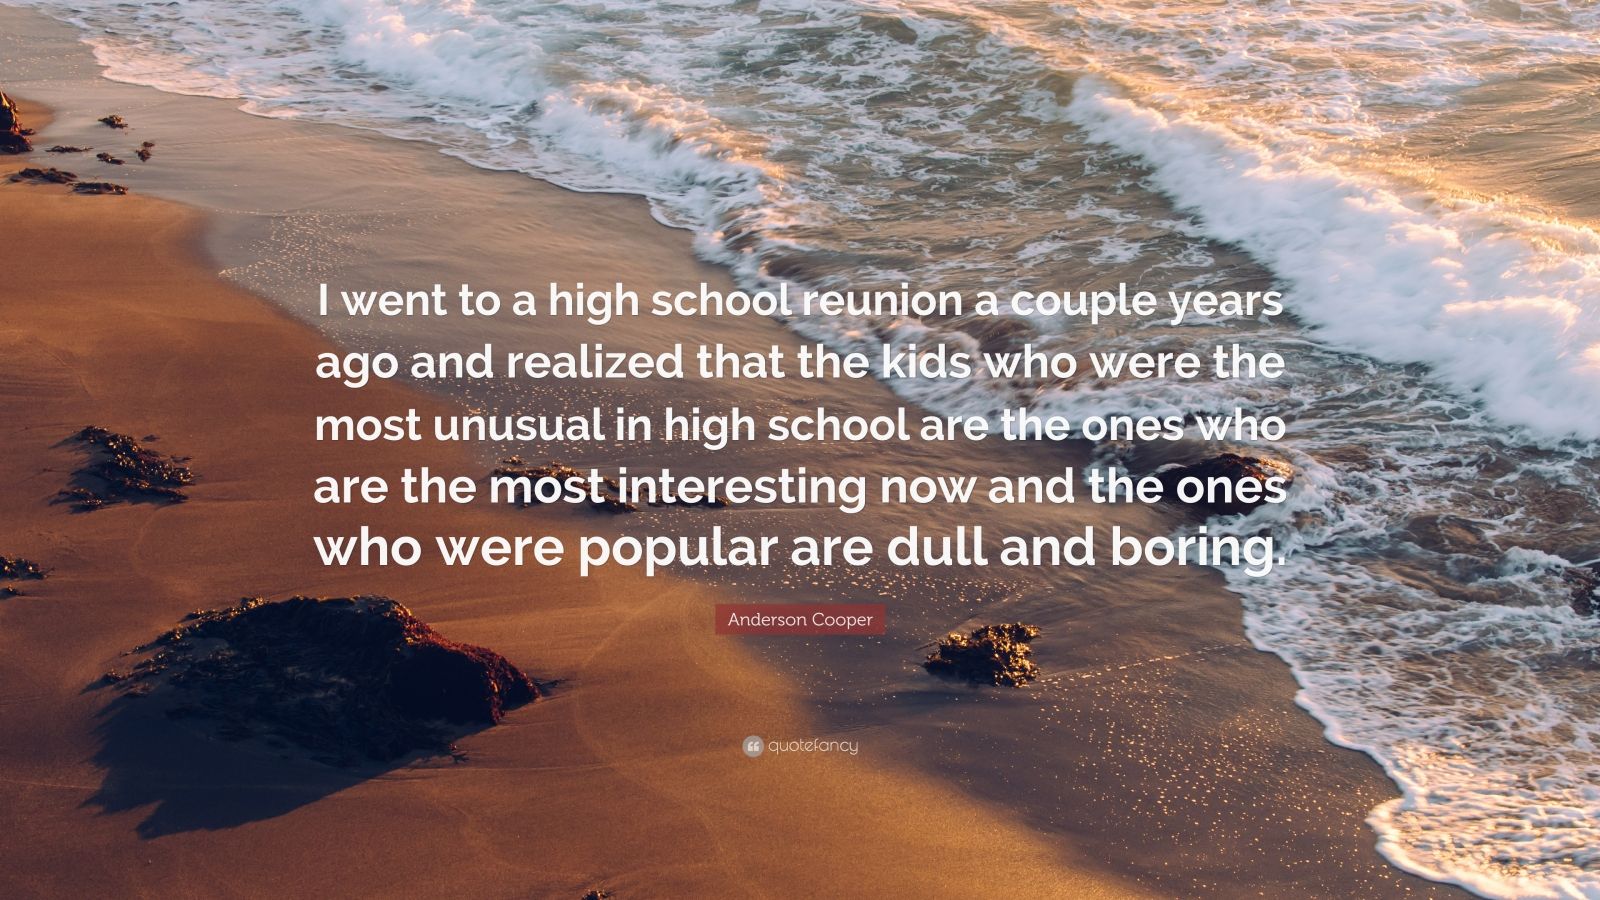 I went to a high school reunion a couple years
ago and realized that the kids who were the
most unusual in high school are the ones who
are the most interesting now and the ones
who were popular are dull and boring.
Anderson Cooper
quotefancy